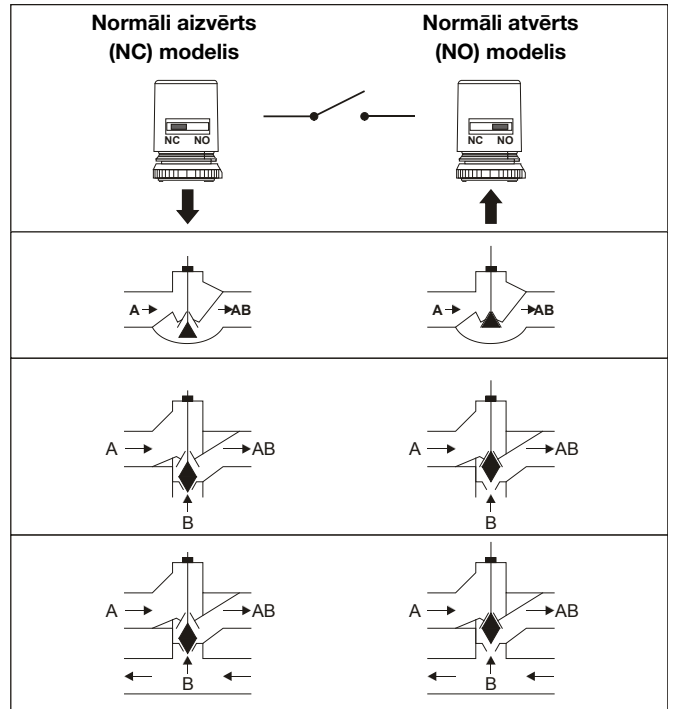 Normāli aizvērts
(NC) modelis
Normāli atvērts
(NO) modelis
NC NO
NC NO
A AB
A AB
A AB
B
A AB
B
A AB
B
A AB
B